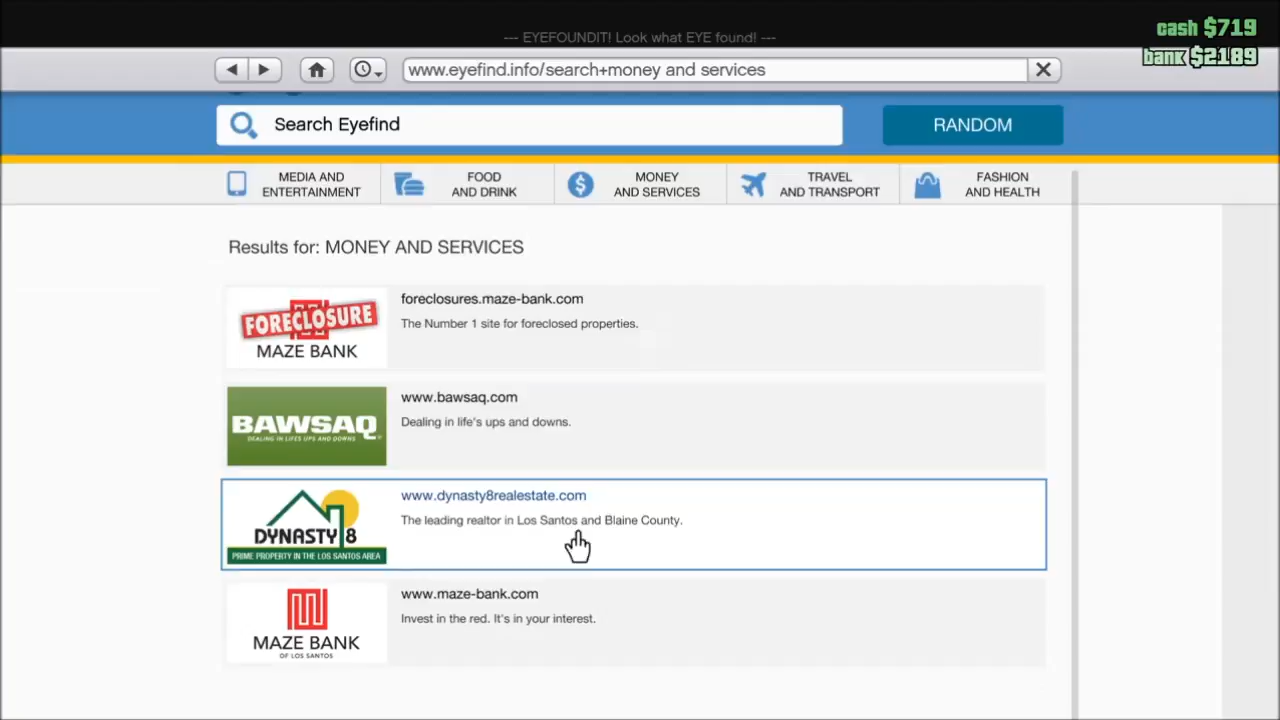 cash $719
--- EYEFOUNDIT! Look what EYE found! ---
bank $2189
www.eyefind.info/search+money and services
Search Eyefind
RANDOM
MEDIA AND
ENTERTAINMENT
FOOD
AND DRINK
MONEY
AND SERVICES
TRAVEL
AND TRANSPORT
FASHION
AND HEALTH
Results for: MONEY AND SERVICES
FORECLOSURE
MAZE BANK
foreclosures.maze-bank.com
The Number 1 site for foreclosed properties.
BAWSAQ
DEALING IN LIFES UPS AND DOWNS
www.bawsaq.com
Dealing in life's ups and downs.
DYNASTY 8
PRIME PROPERTY IN THE LOS SANTOS AREA
www.dynasty8realestate.com
The leading realtor in Los Santos and Blaine County.
MAZE BANK
OF LOS SANTOS
www.maze-bank.com
Invest in the red. It's in your interest.